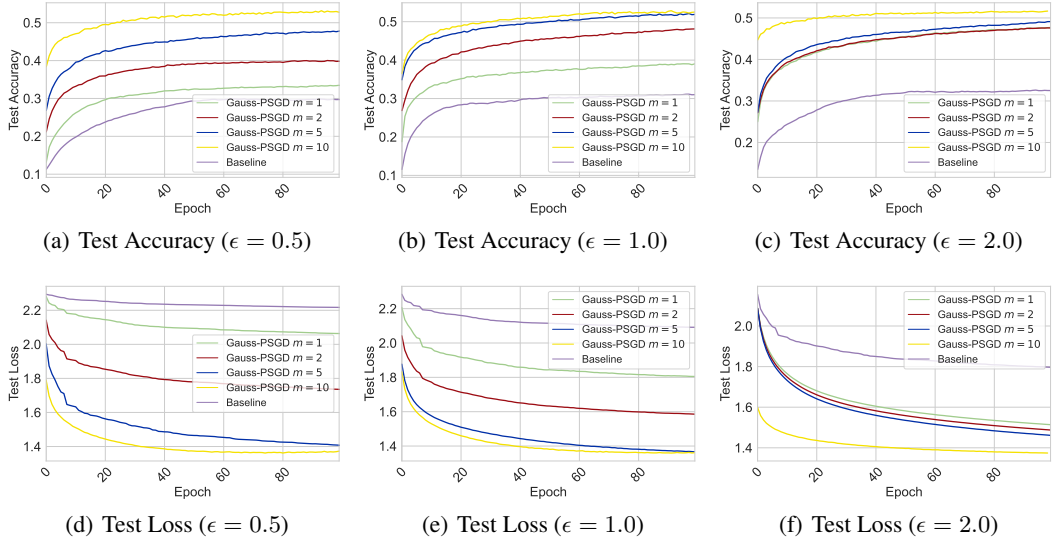 Test Accuracy
0.5
0.4
0.3
0.2
0.1
Gauss-PSGD m = 1
Gauss-PSGD m = 2
Gauss-PSGD m = 5
Gauss-PSGD m = 10
Baseline
0 20 40 60 80
Epoch
(a) Test Accuracy (ϵ = 0.5)
Test Accuracy
0.5
0.4
0.3
0.2
0.1
Gauss-PSGD m = 1
Gauss-PSGD m = 2
Gauss-PSGD m = 5
Gauss-PSGD m = 10
Baseline
0 20 40 60 80
Epoch
(b) Test Accuracy (ϵ = 1.0)
Test Accuracy
0.5
0.4
0.3
0.2
Gauss-PSGD m = 1
Gauss-PSGD m = 2
Gauss-PSGD m = 5
Gauss-PSGD m = 10
Baseline
0 20 40 60 80
Epoch
(c) Test Accuracy (ϵ = 2.0)
Test Loss
2.2
2.0
1.8
1.6
1.4
Gauss-PSGD m = 1
Gauss-PSGD m = 2
Gauss-PSGD m = 5
Gauss-PSGD m = 10
Baseline
0 20 40 60 80
Epoch
(d) Test Loss (ϵ = 0.5)
Test Loss
2.2
2.0
1.8
1.6
1.4
Gauss-PSGD m = 1
Gauss-PSGD m = 2
Gauss-PSGD m = 5
Gauss-PSGD m = 10
Baseline
0 20 40 60 80
Epoch
(e) Test Loss (ϵ = 1.0)
Test Loss
2.0
1.8
1.6
1.4
Gauss-PSGD m = 1
Gauss-PSGD m = 2
Gauss-PSGD m = 5
Gauss-PSGD m = 10
Baseline
0 20 40 60 80
Epoch
(f) Test Loss (ϵ = 2.0)